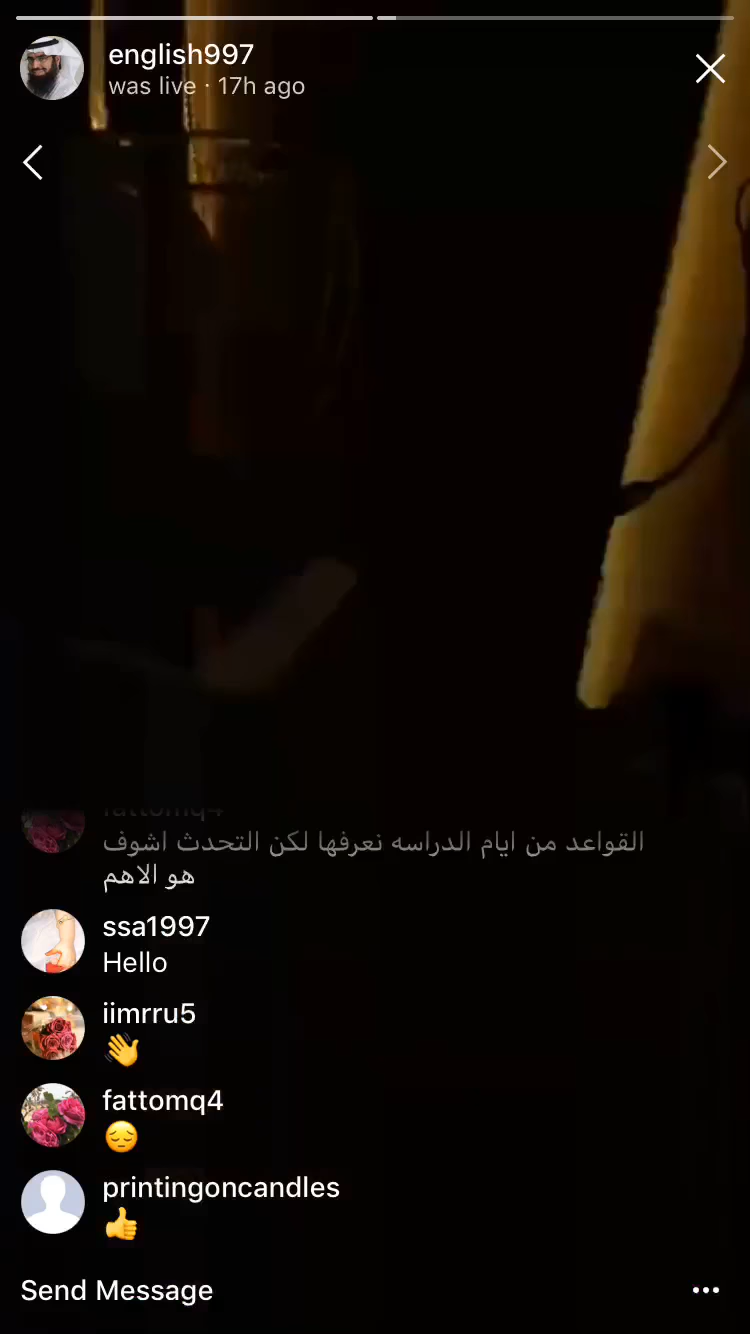 english997
was live · 17h ago
fattomq4
القواعد من ايام الدراسه نعرفها لكن التحدث اشوف
هو الاهم
ssa1997
Hello
iimrru5
👋
fattomq4
😔
printingoncandles
👍
Send Message